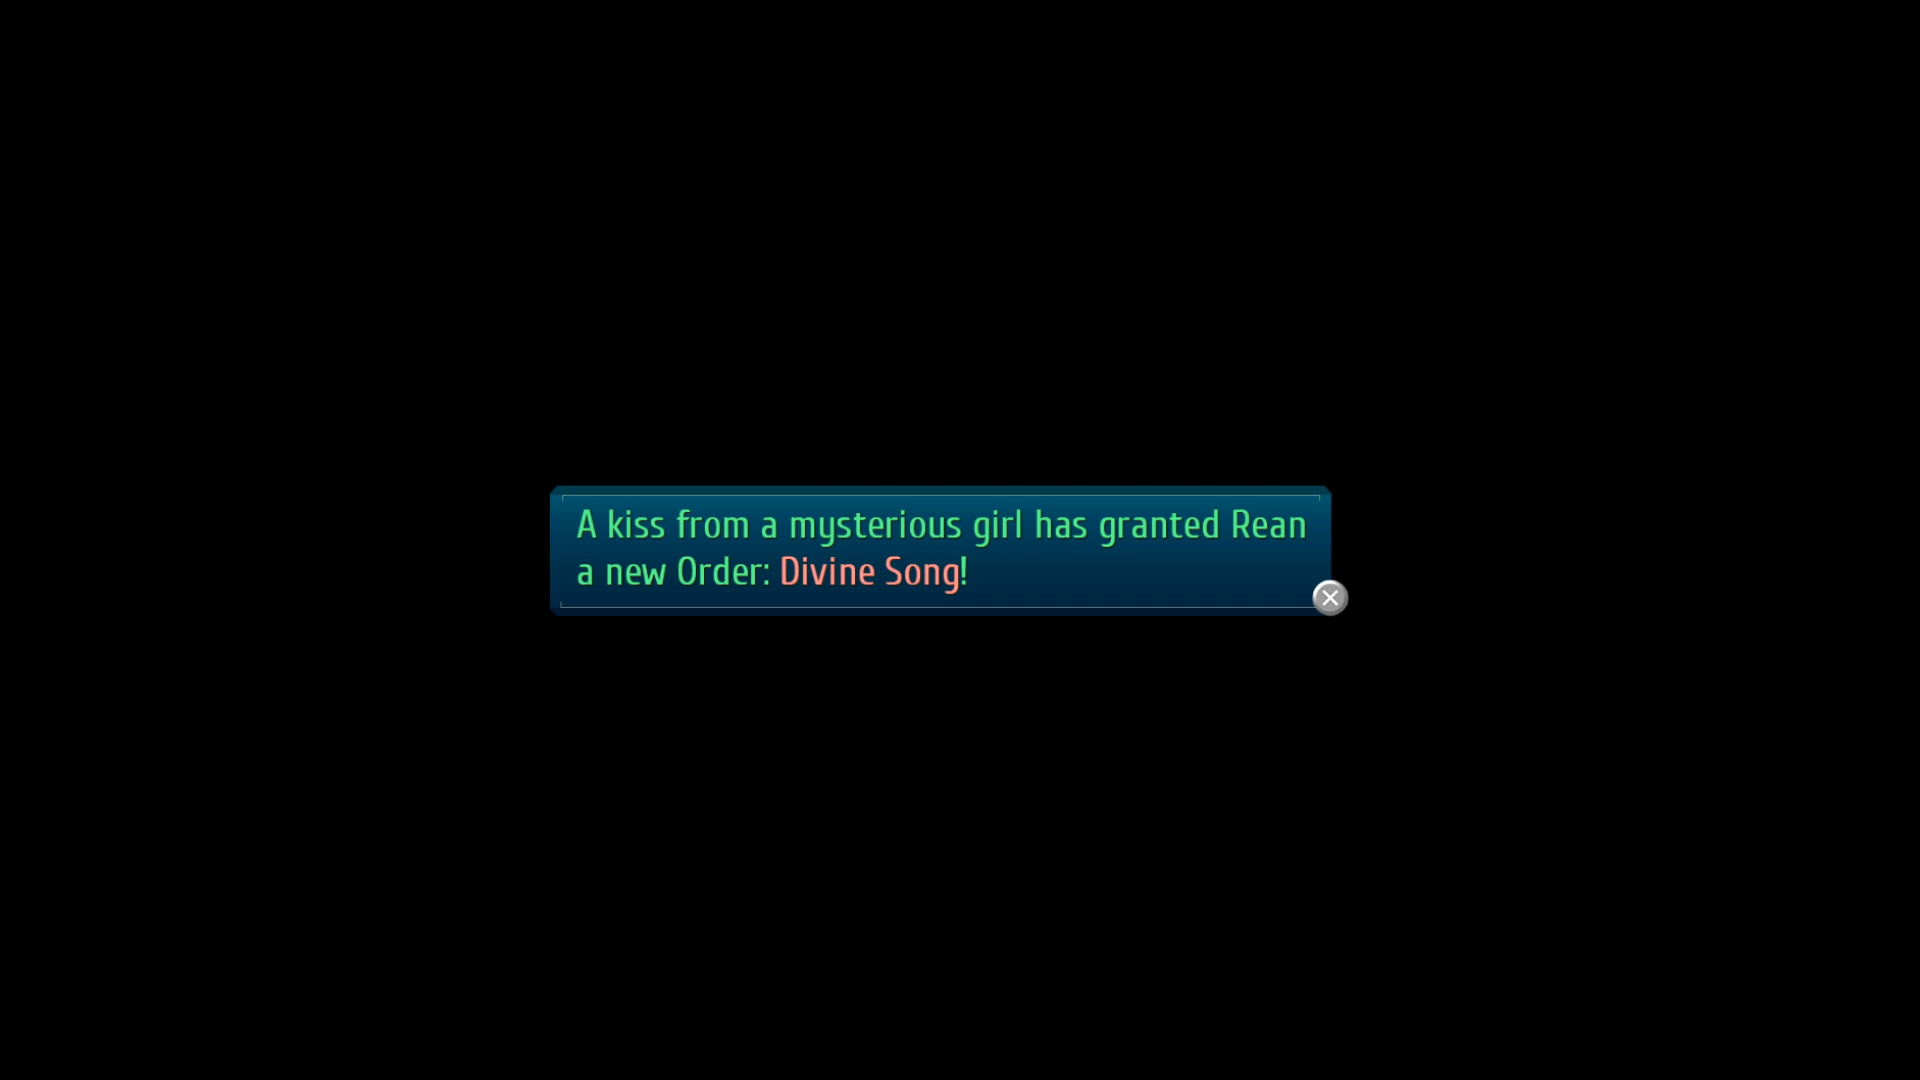 A kiss from a mysterious girl has granted Rean
a new Order: Divine Song!